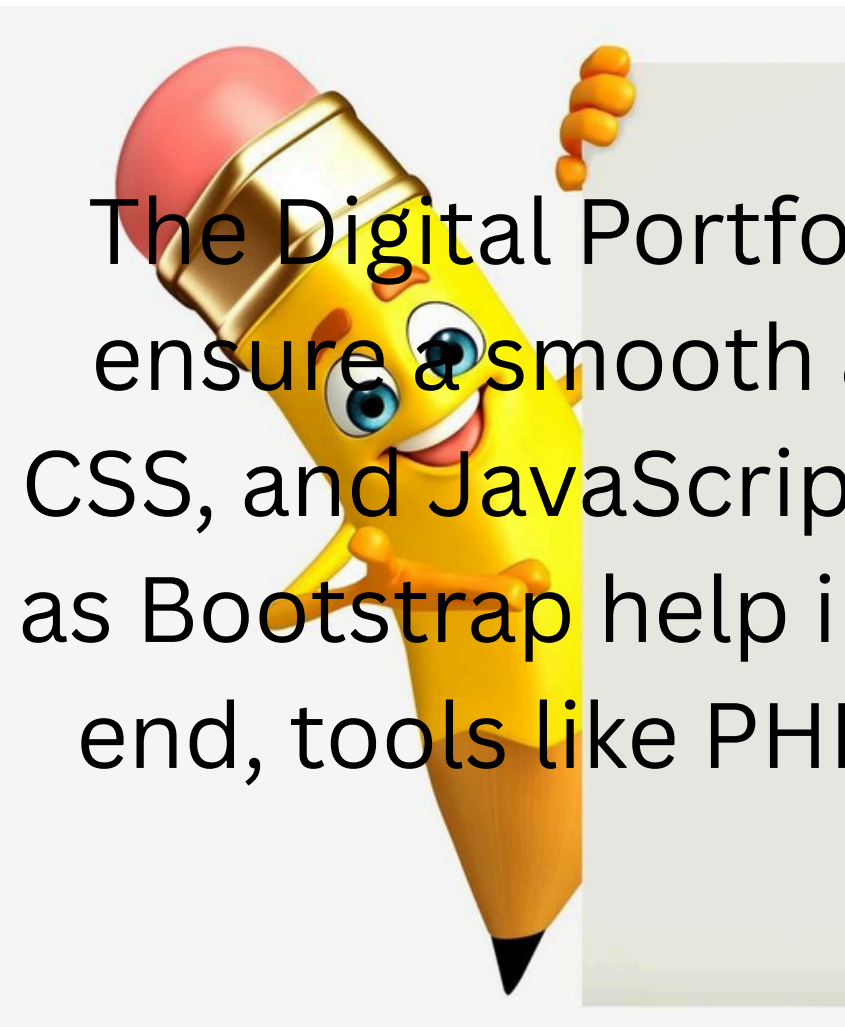 The Digital Portfo
ensure a smooth
CSS, and JavaScrip
as Bootstrap help i
end, tools like PH